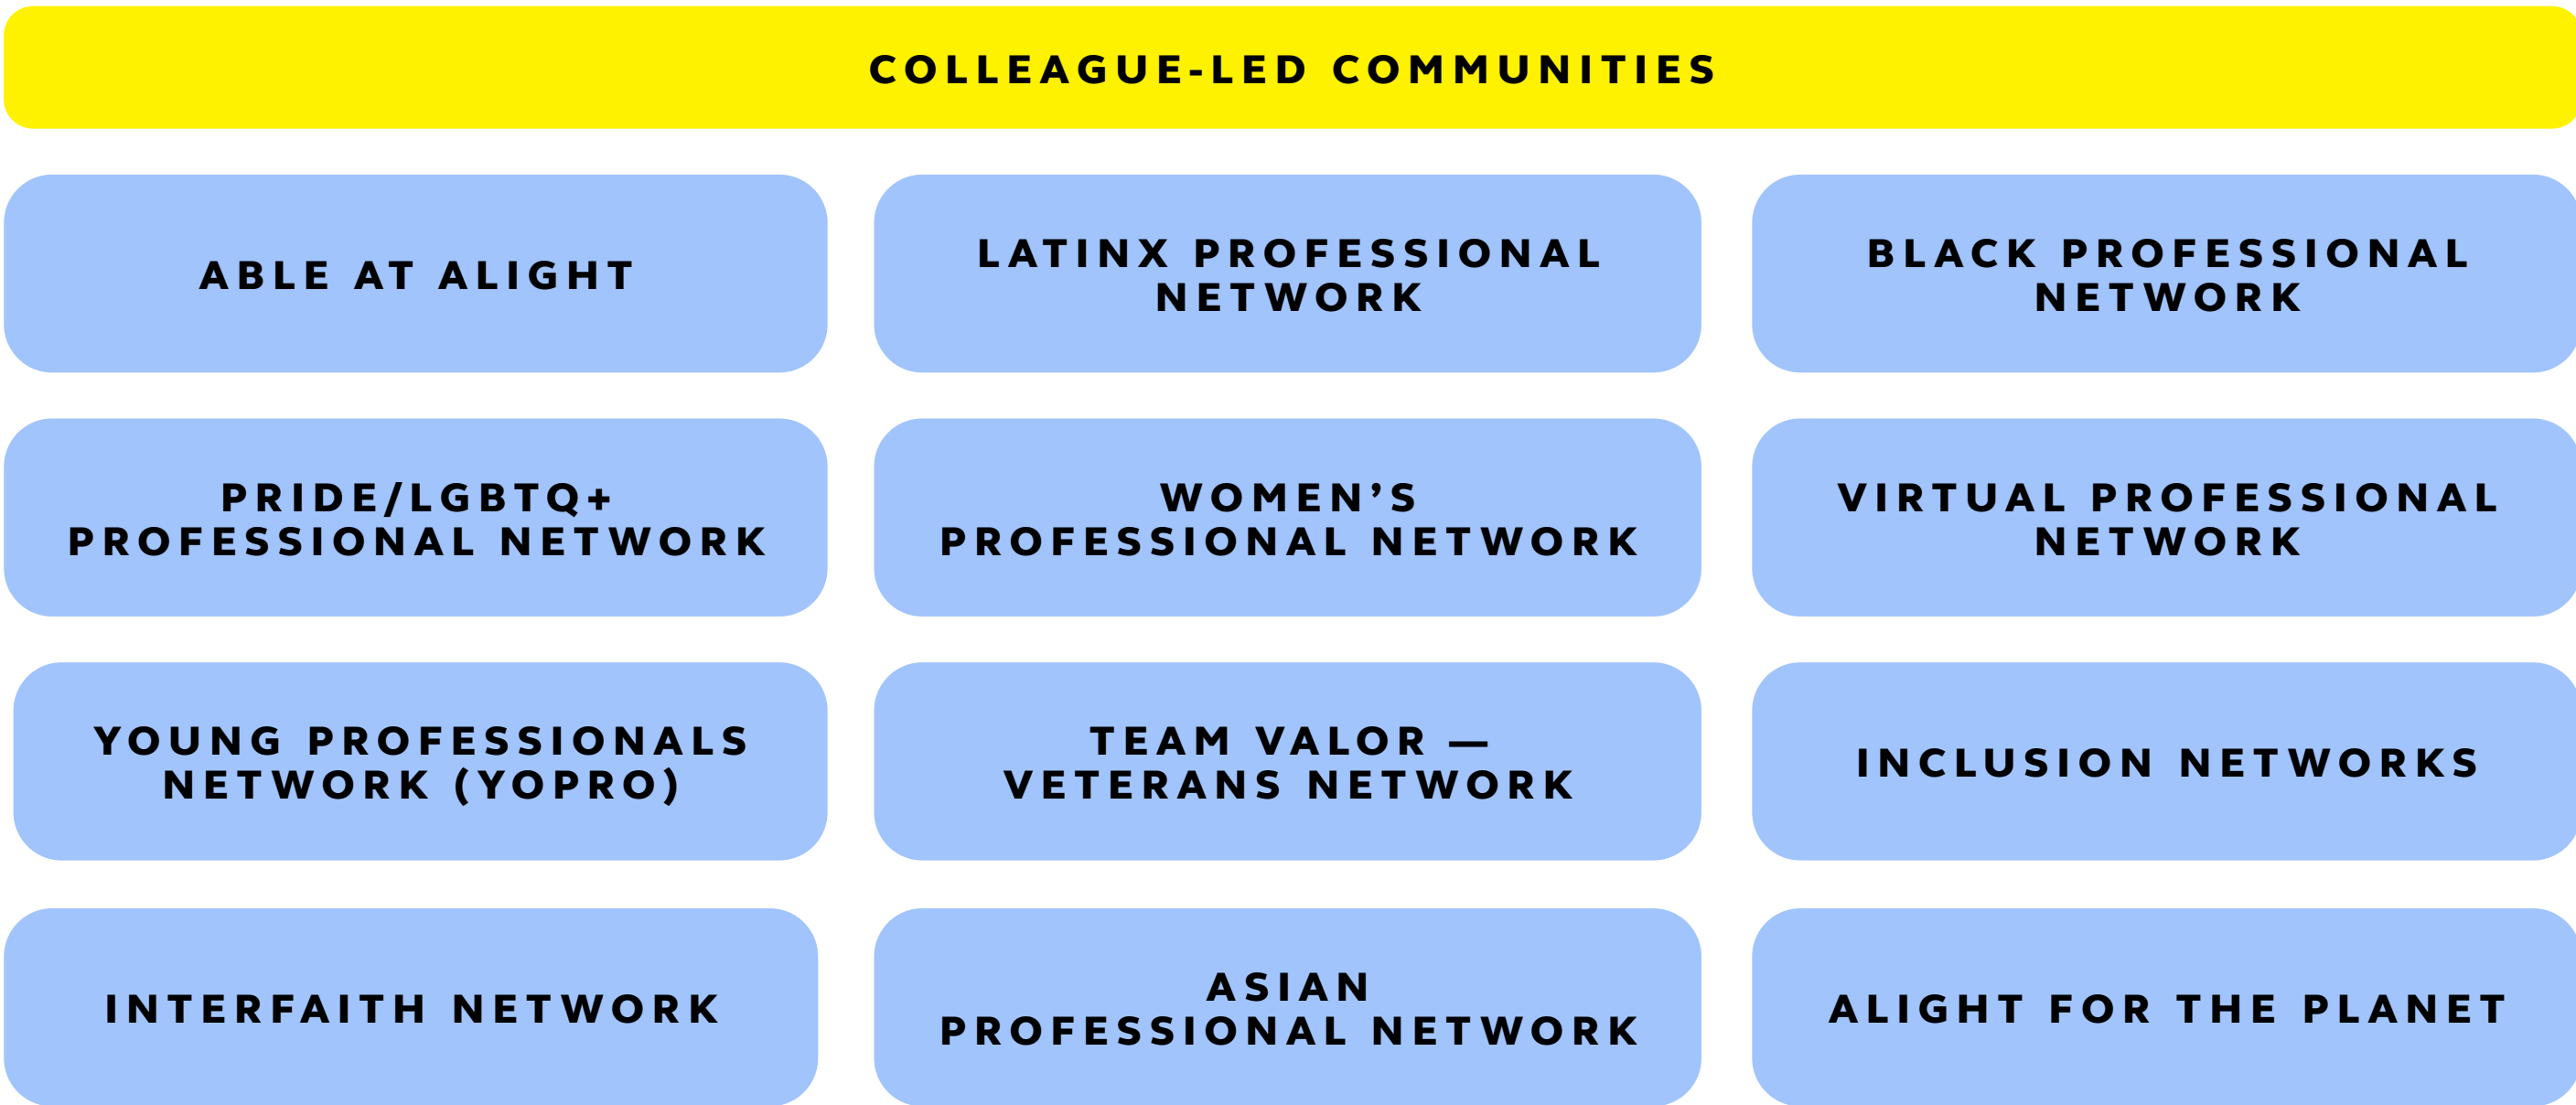 COLLEAGUE-LED COMMUNITIES
ABLE AT ALIGHT
LATINX PROFESSIONAL
NETWORK
BLACK PROFESSIONAL
NETWORK
PRIDE/LGBTQ+
PROFESSIONAL NETWORK
WOMEN’S
PROFESSIONAL NETWORK
VIRTUAL PROFESSIONAL
NETWORK
YOUNG PROFESSIONALS
NETWORK (YOPRO)
TEAM VALOR —
VETERANS NETWORK
INCLUSION NETWORKS
INTERFAITH NETWORK
ASIAN
PROFESSIONAL NETWORK
ALIGHT FOR THE PLANET